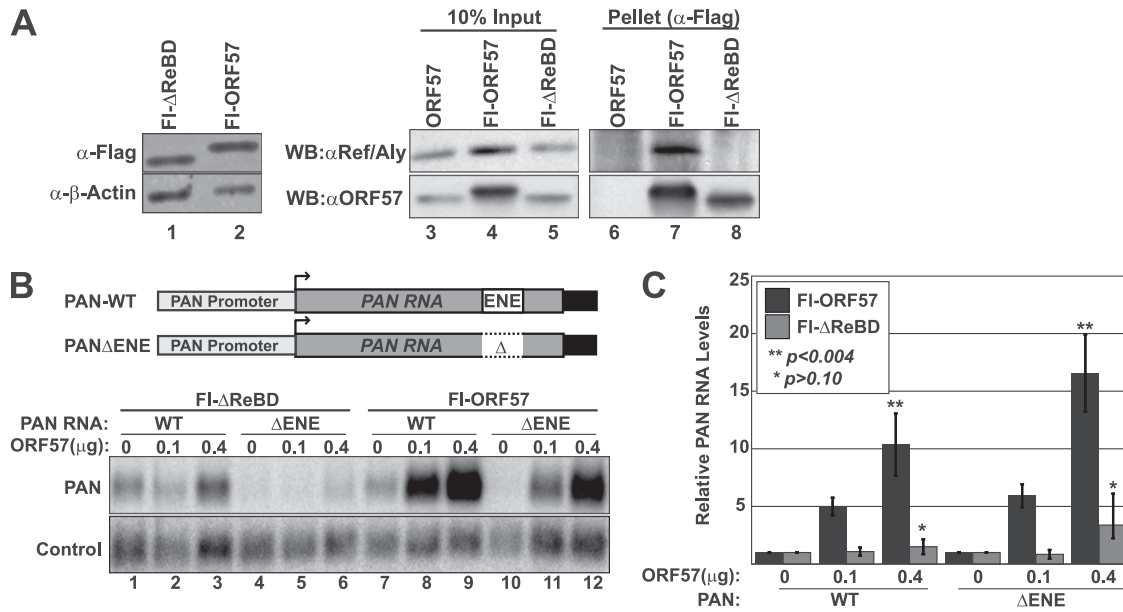 A
Fl-ΔReBD
Fl-ORF57
α-Flag
α-β-Actin
1 2
10% Input
Pellet (α-Flag)
ORF57
Fl-ORF57
Fl-ΔReBD
ORF57
Fl-ORF57
Fl-ΔReBD
WB:αRef/Aly
WB:αORF57
3 4 5 6 7 8
B
PAN-WT
PAN Promoter
PAN RNA
ENE
PANΔENE
PAN Promoter
PAN RNA
Δ
Fl-ΔReBD Fl-ORF57
PAN RNA: WT ΔENE WT ΔENE
ORF57(μg): 0 0.1 0.4 0 0.1 0.4 0 0.1 0.4 0 0.1 0.4
PAN
Control
1 2 3 4 5 6 7 8 9 10 11 12
C
Relative PAN RNA Levels
25
20
15
10
5
Fl-ORF57
Fl-ΔReBD
** p<0.004
* p>0.10
**
*
**
*
ORF57(μg): 0 0.1 0.4 0 0.1 0.4
PAN: WT ΔENE